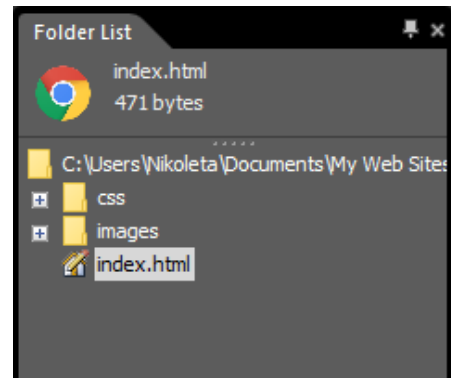 Folder List
index.html
471 bytes
C:\Users\Nikoleta\Documents\My Web Sites
css
images
index.html